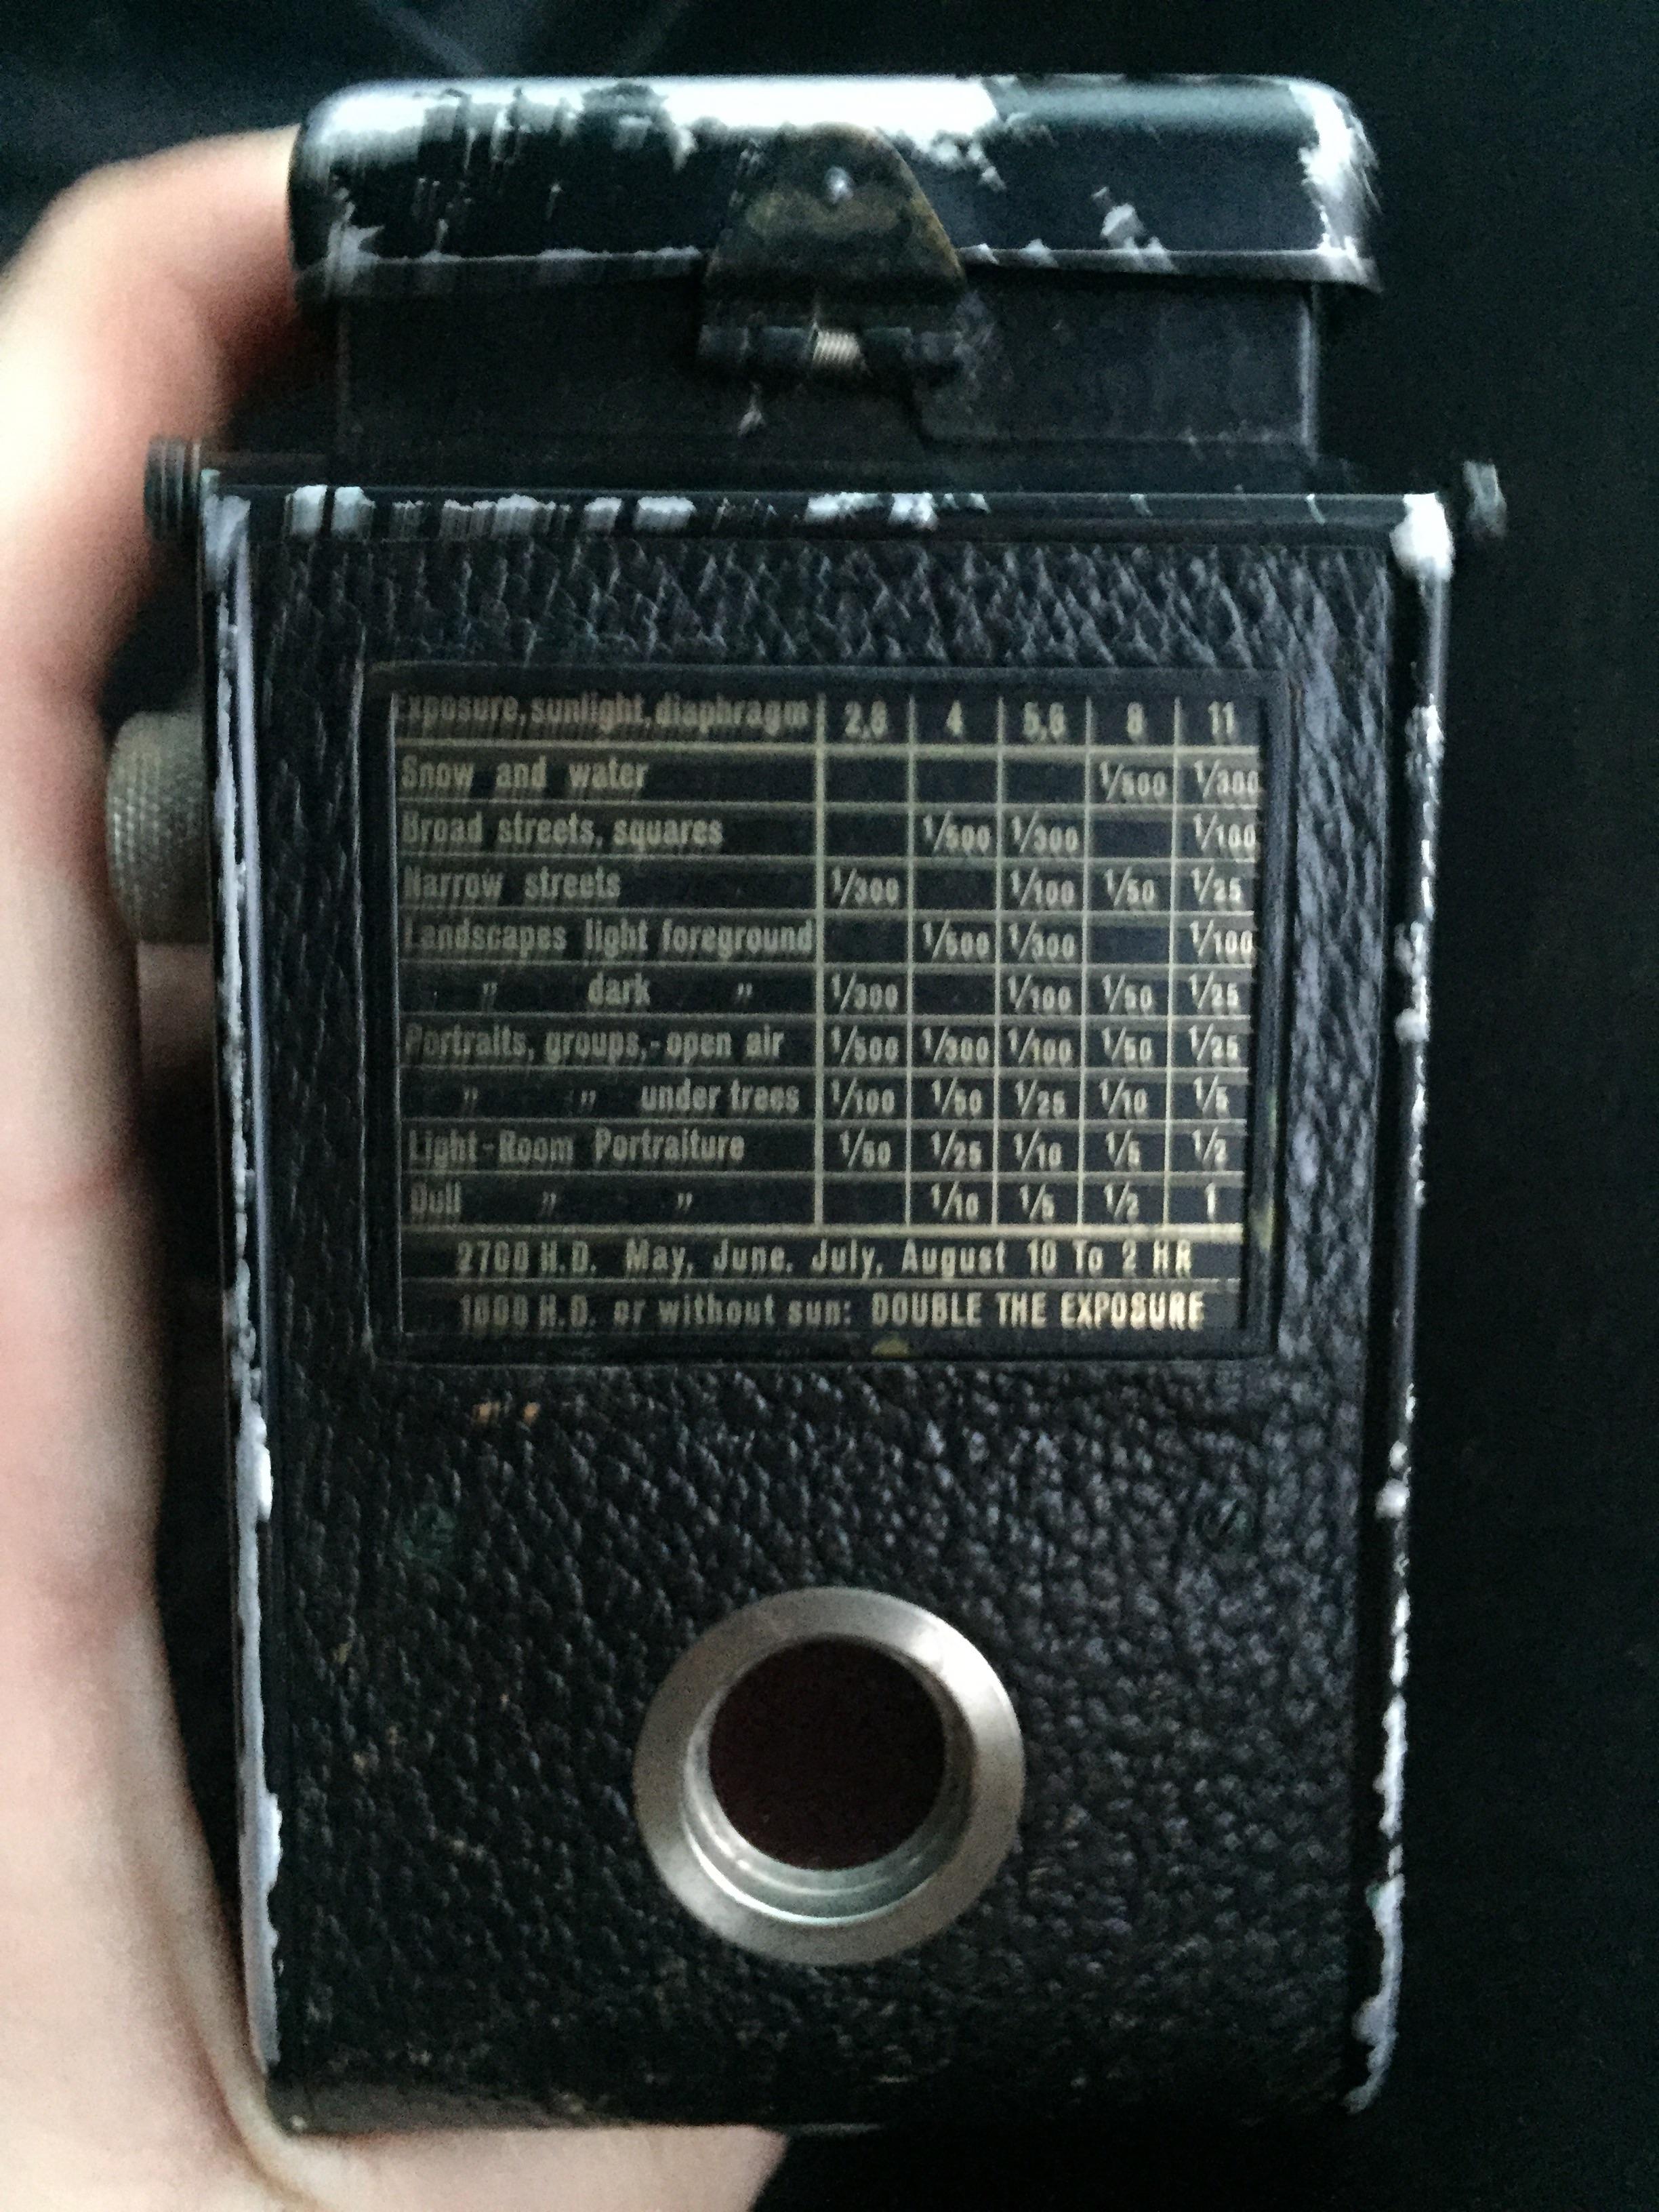 Exposure, sunlight, diaphragm 2,8 4 5,6 8 11
Snow and water 1/500 1/300
Broad streets, squares 1/500 1/300 1/100
Narrow streets 1/300 1/100 1/50 1/25
Landscapes light foreground 1/500 1/300 1/100
" dark " 1/300 1/100 1/50 1/25
Portraits, groups,- open air 1/500 1/300 1/100 1/50 1/25
" " under trees 1/100 1/50 1/25 1/10 1/5
Light-Room Portraiture 1/50 1/25 1/10 1/5 1/2
Dull " " 1/10 1/5 1/2 1
2700 H.D. May, June, July, August 10 To 2 HR
H.D. or without sun: DOUBLE THE EXPOSURE